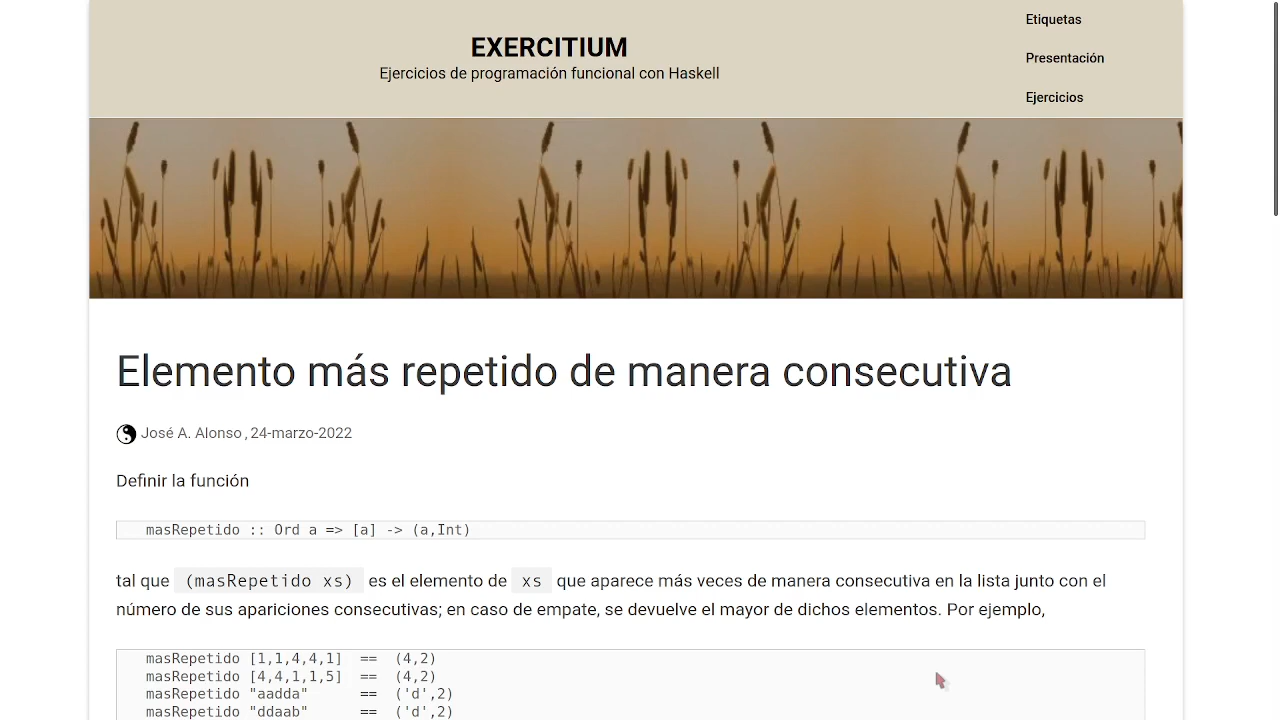 Etiquetas
EXERCITIUM
Ejercicios de programación funcional con Haskell
Presentación
Ejercicios
Elemento más repetido de manera consecutiva
José A. Alonso , 24-marzo-2022
Definir la función
masRepetido :: Ord a => [a] -> (a,Int)
tal que (masRepetido xs) es el elemento de xs que aparece más veces de manera consecutiva en la lista junto con el
número de sus apariciones consecutivas; en caso de empate, se devuelve el mayor de dichos elementos. Por ejemplo,
masRepetido [1,1,4,4,1]  ==  (4,2)
masRepetido [4,4,1,1,5]  ==  (4,2)
masRepetido "aadda"      ==  ('d',2)
masRepetido "ddaab"      ==  ('d',2)